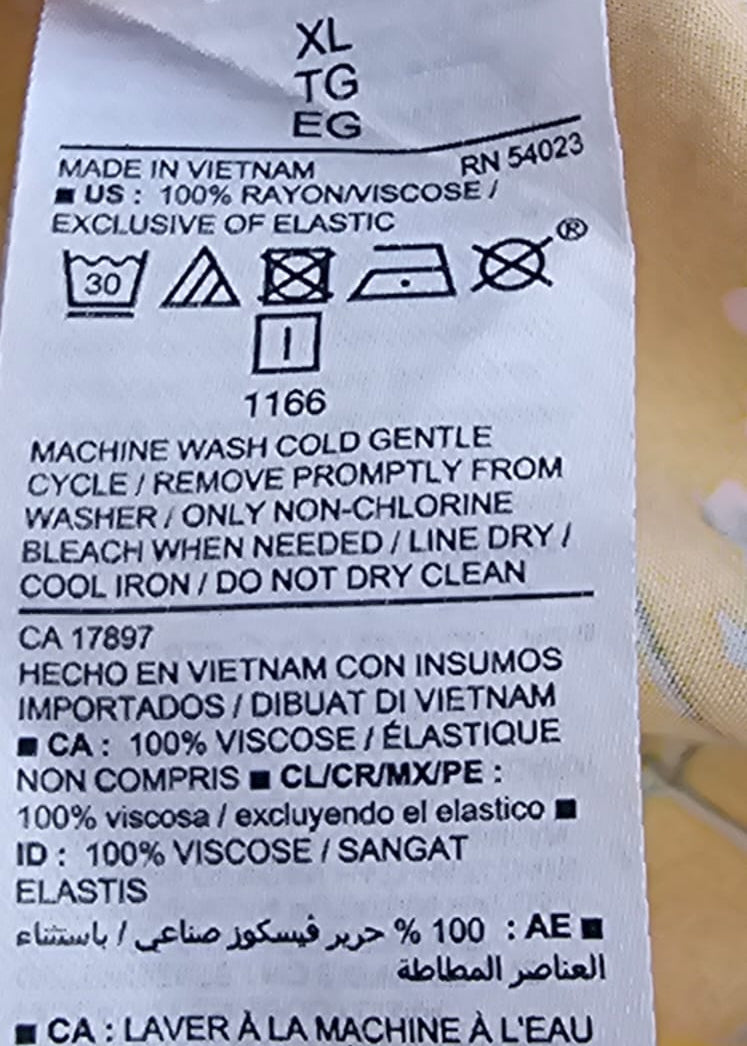 XL
TG
EG
RN 54023
MADE IN VIETNAM
■ US : 100% RAYON/VISCOSE /
EXCLUSIVE OF ELASTIC
30
®
1166
MACHINE WASH COLD GENTLE
CYCLE / REMOVE PROMPTLY FROM
WASHER / ONLY NON-CHLORINE
BLEACH WHEN NEEDED / LINE DRY /
COOL IRON / DO NOT DRY CLEAN
CA 17897
HECHO EN VIETNAM CON INSUMOS
IMPORTADOS / DIBUAT DI VIETNAM
■ CA : 100% VISCOSE / ÉLASTIQUE
NON COMPRIS ■ CL/CR/MX/PE :
100% viscosa / excluyendo el elastico ■
ID : 100% VISCOSE / SANGAT
ELASTIS
■ AE : 100 % حرير فيسكوز صناعي / باستثناء
العناصر المطاطة
■ CA : LAVER À LA MACHINE À L'EAU